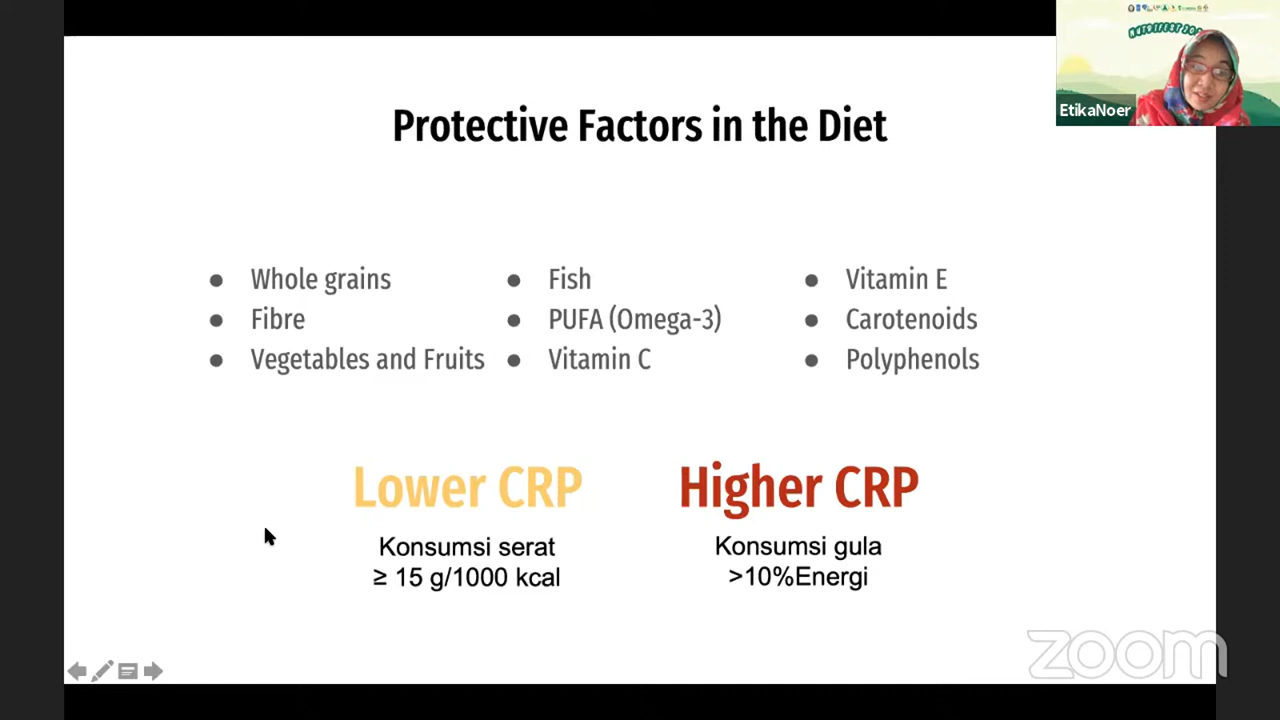 Protective Factors in the Diet
Whole grains
Fibre
Vegetables and Fruits
Fish
PUFA (Omega-3)
Vitamin C
Vitamin E
Carotenoids
Polyphenols
Lower CRP
Konsumsi serat
≥ 15 g/1000 kcal
Higher CRP
Konsumsi gula
>10%Energi
EtikaNoer
zoom